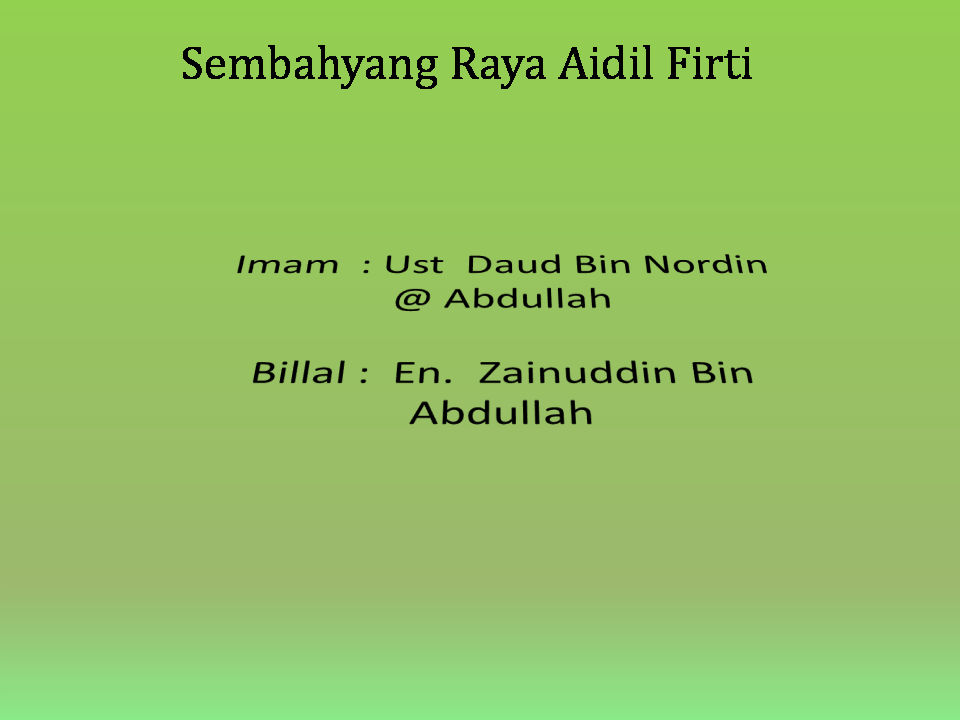 Sembahyang Raya Aidil Firti
Imam : Ust Daud Bin Nordin
@ Abdullah
Billal : En. Zainuddin Bin
Abdullah